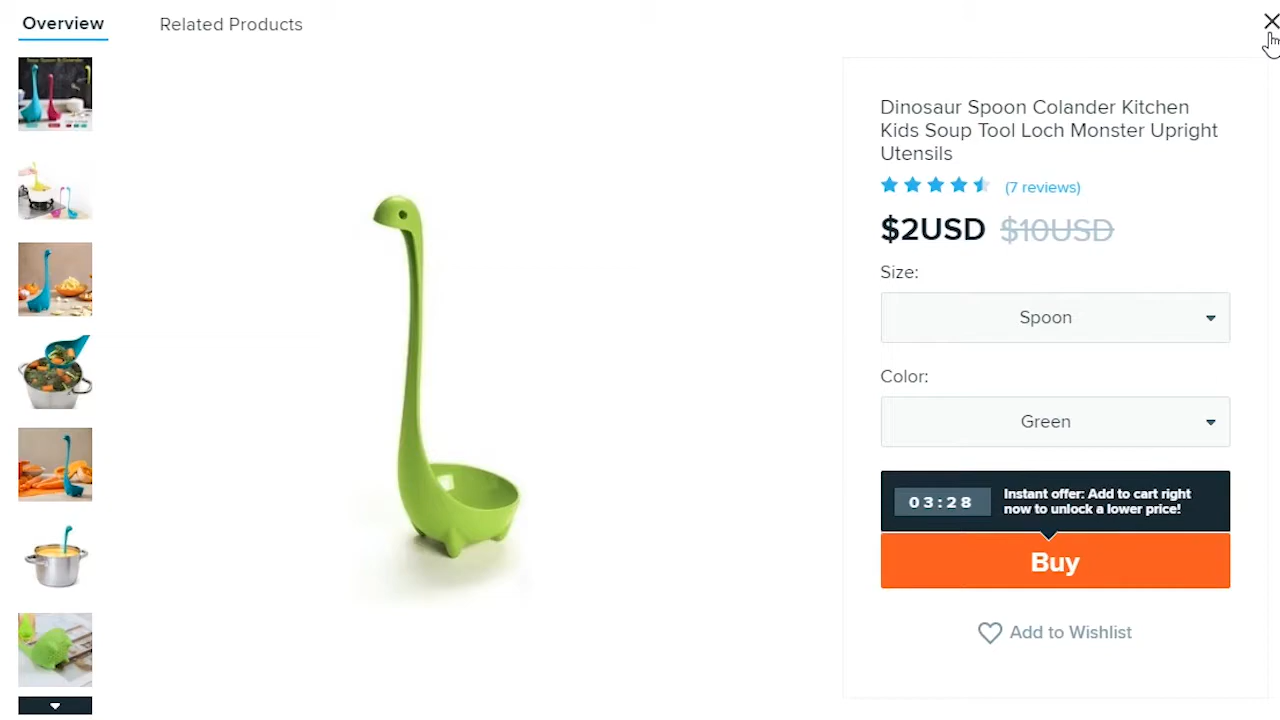 Overview
Related Products
Dinosaur Spoon Colander Kitchen
Kids Soup Tool Loch Monster Upright
Utensils
(7 reviews)
$2USD $10USD
Size:
Spoon
Color:
Green
03:28
Instant offer: Add to cart right
now to unlock a lower price!
Buy
Add to Wishlist